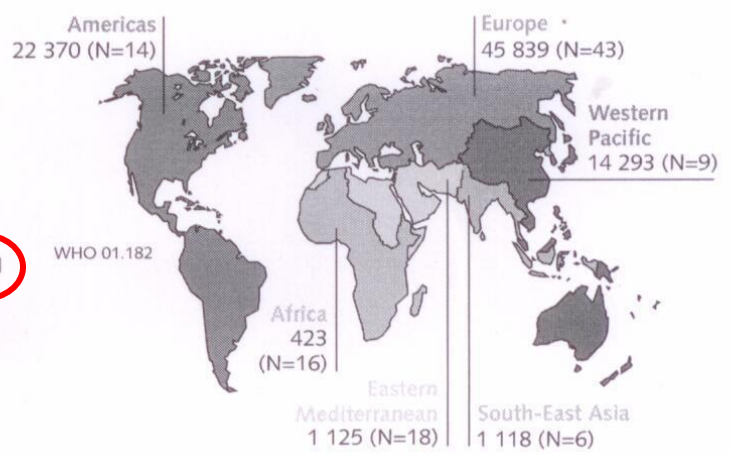 Americas
22 370 (N=14)
Europe
45 839 (N=43)
Western
Pacific
14 293 (N=9)
WHO 01.182
Africa
423
(N=16)
Eastern
Mediterranean
1 125 (N=18)
South-East Asia
1 118 (N=6)